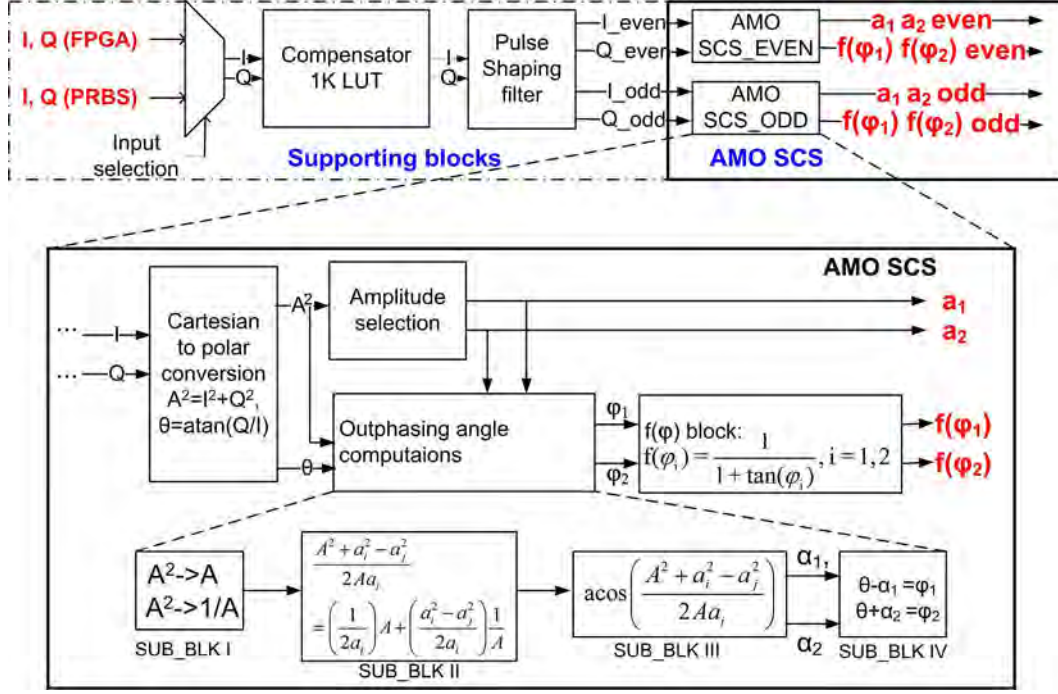 I, Q (FPGA)
I, Q (PRBS)
Input
selection
I
Q
Compensator
1K LUT
I
Q
Pulse
Shaping
filter
I_even
Q_even
I_odd
Q_odd
AMO
SCS_EVEN
AMO
SCS_ODD
a₁ a₂ even
f(φ₁) f(φ₂) even
a₁ a₂ odd
f(φ₁) f(φ₂) odd
Supporting blocks
AMO SCS
AMO SCS
... I
... Q
Cartesian
to polar
conversion
A²=I²+Q²,
θ=atan(Q/I)
A²
θ
Amplitude
selection
a₁
a₂
Outphasing angle
computaions
φ₁
φ₂
f(φ) block:
f(φᵢ) = 1 / (1 + tan(φᵢ)), i = 1, 2
f(φ₁)
f(φ₂)
A²->A
A²->1/A
SUB_BLK I
(A² + aᵢ² − aⱼ²) / (2Aaᵢ)
= (1 / (2aᵢ)) A + ((aᵢ² − aⱼ²) / (2aᵢ)) 1/A
SUB_BLK II
acos((A² + aᵢ² − aⱼ²) / (2Aaᵢ))
SUB_BLK III
α₁,
α₂
θ-α₁ =φ₁
θ+α₂ =φ₂
SUB_BLK IV